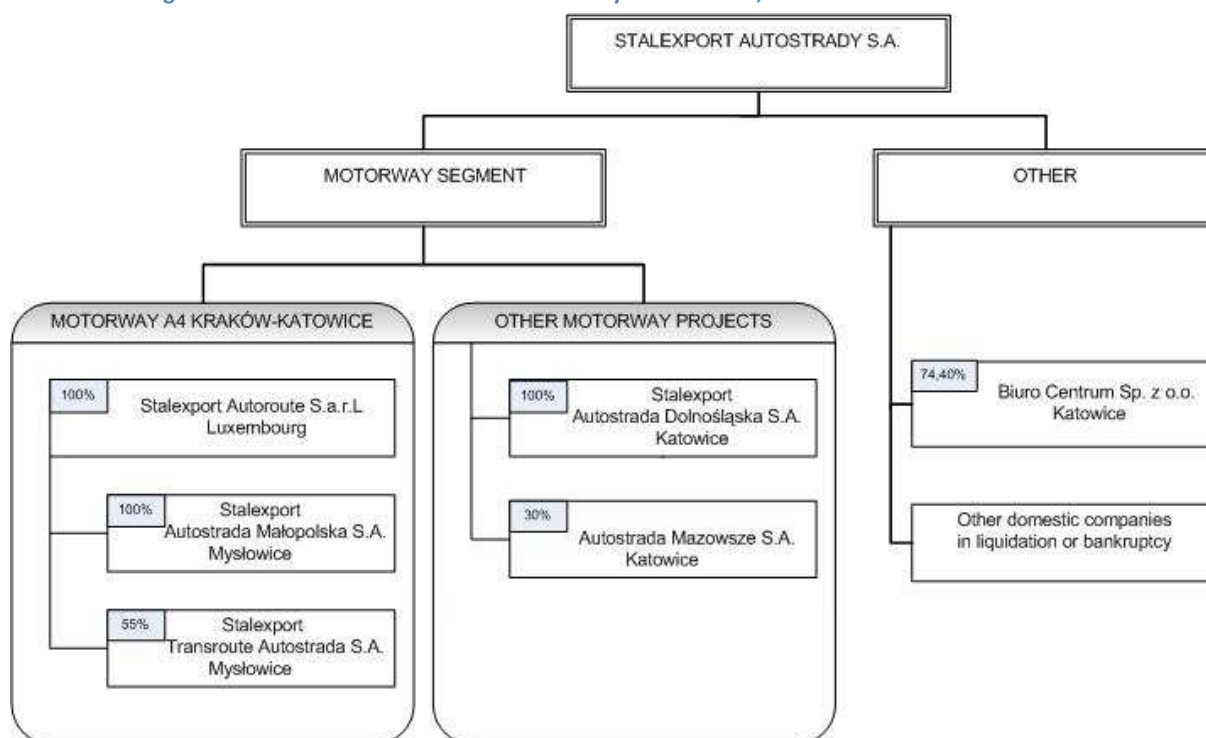 STALEXPORT AUTOSTRADY S.A.
MOTORWAY SEGMENT
OTHER
MOTORWAY A4 KRAKÓW-KATOWICE
OTHER MOTORWAY PROJECTS
100%
Stalexport Autoroute S.a.r.L
Luxembourg
100%
Stalexport
Autostrada Małopolska S.A.
Mysłowice
55%
Stalexport
Transroute Autostrada S.A.
Mysłowice
100%
Stalexport
Autostrada Dolnośląska S.A.
Katowice
30%
Autostrada Mazowsze S.A.
Katowice
74,40%
Biuro Centrum Sp. z o.o.
Katowice
Other domestic companies
in liquidation or bankruptcy